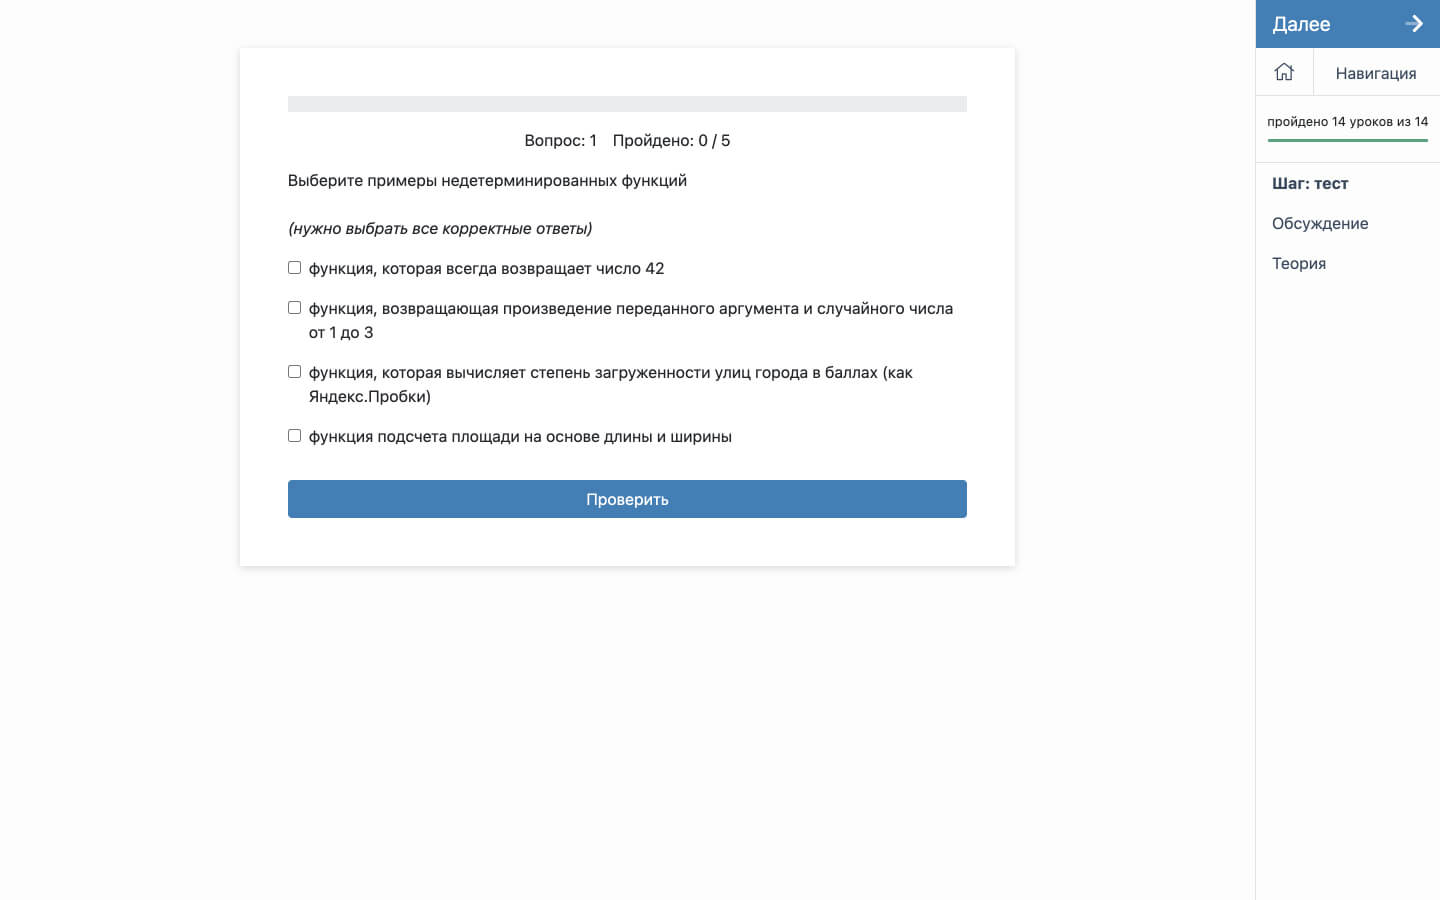 Вопрос: 1 Пройдено: 0 / 5
Выберите примеры недетерминированных функций
(нужно выбрать все корректные ответы)
функция, которая всегда возвращает число 42
функция, возвращающая произведение переданного аргумента и случайного числа
от 1 до 3
функция, которая вычисляет степень загруженности улиц города в баллах (как
Яндекс.Пробки)
функция подсчета площади на основе длины и ширины
Проверить
Далее
Навигация
пройдено 14 уроков из 14
Шаг: тест
Обсуждение
Теория